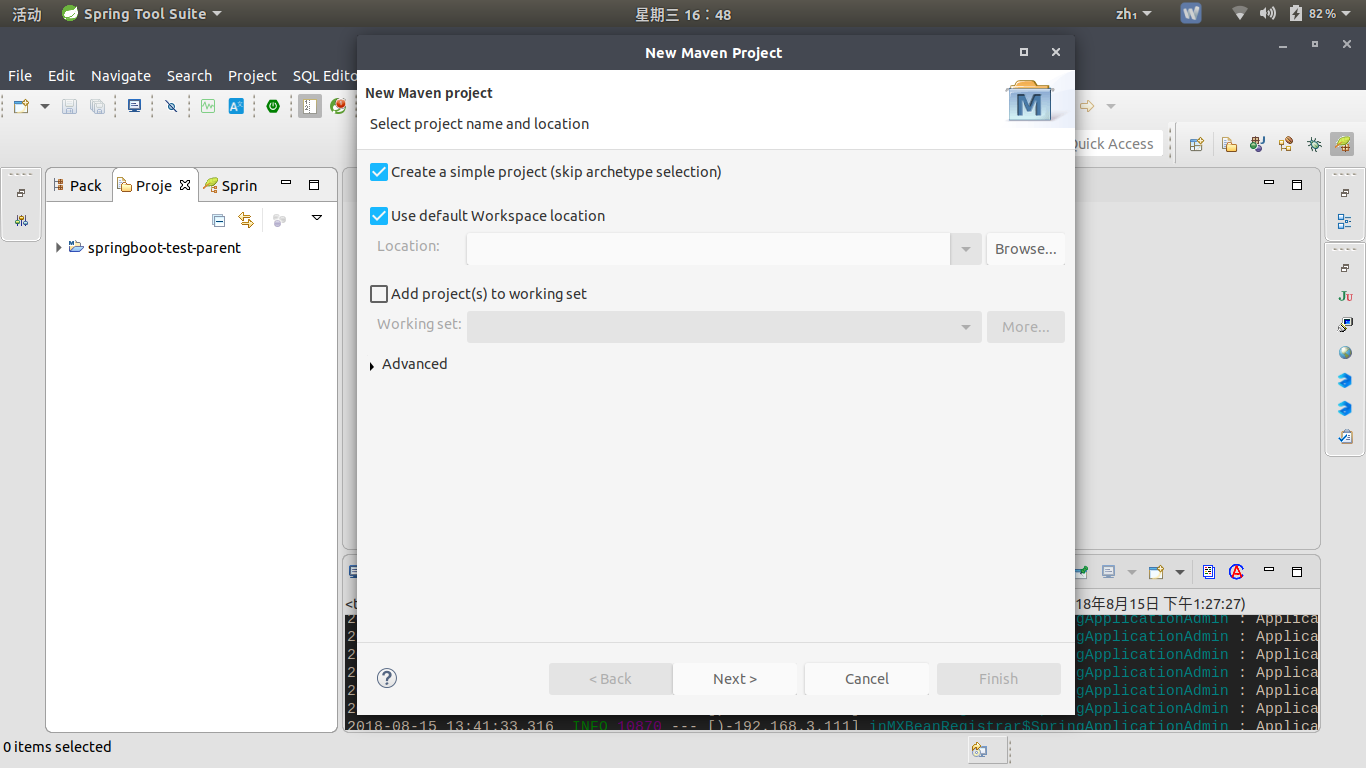 活动 Spring Tool Suite 星期三 16：48 zh₁ W 82%
New Maven Project
File Edit Navigate Search Project SQL Edito
New Maven project
Select project name and location
Quick Access
Create a simple project (skip archetype selection)
Pack Proje Sprin
Use default Workspace location
Location: Browse...
springboot-test-parent
Add project(s) to working set
Working set: More...
Advanced
18年8月15日 下午1:27:27)
gApplicationAdmin : Applica
gApplicationAdmin : Applica
gApplicationAdmin : Applica
gApplicationAdmin : Applica
gApplicationAdmin : Applica
gApplicationAdmin : Applica
2018-08-15 13:41:33.316 INFO 10870 --- [)-192.168.3.111] inMXBeanRegistrar$SpringApplicationAdmin : Applica
< Back Next > Cancel Finish
0 items selected